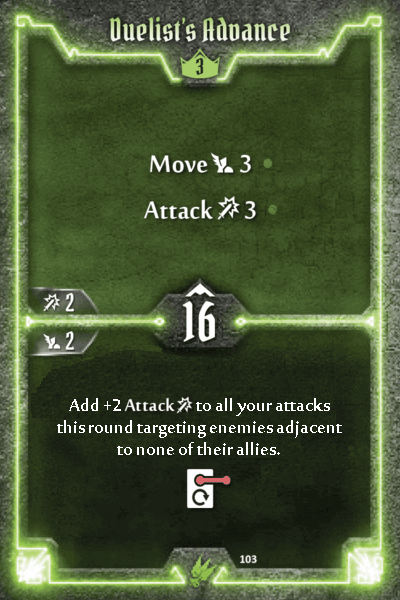 Duelist's Advance
3
Move 3
Attack 3
2
16
2
Add +2 Attack to all your attacks
this round targeting enemies adjacent
to none of their allies.
103